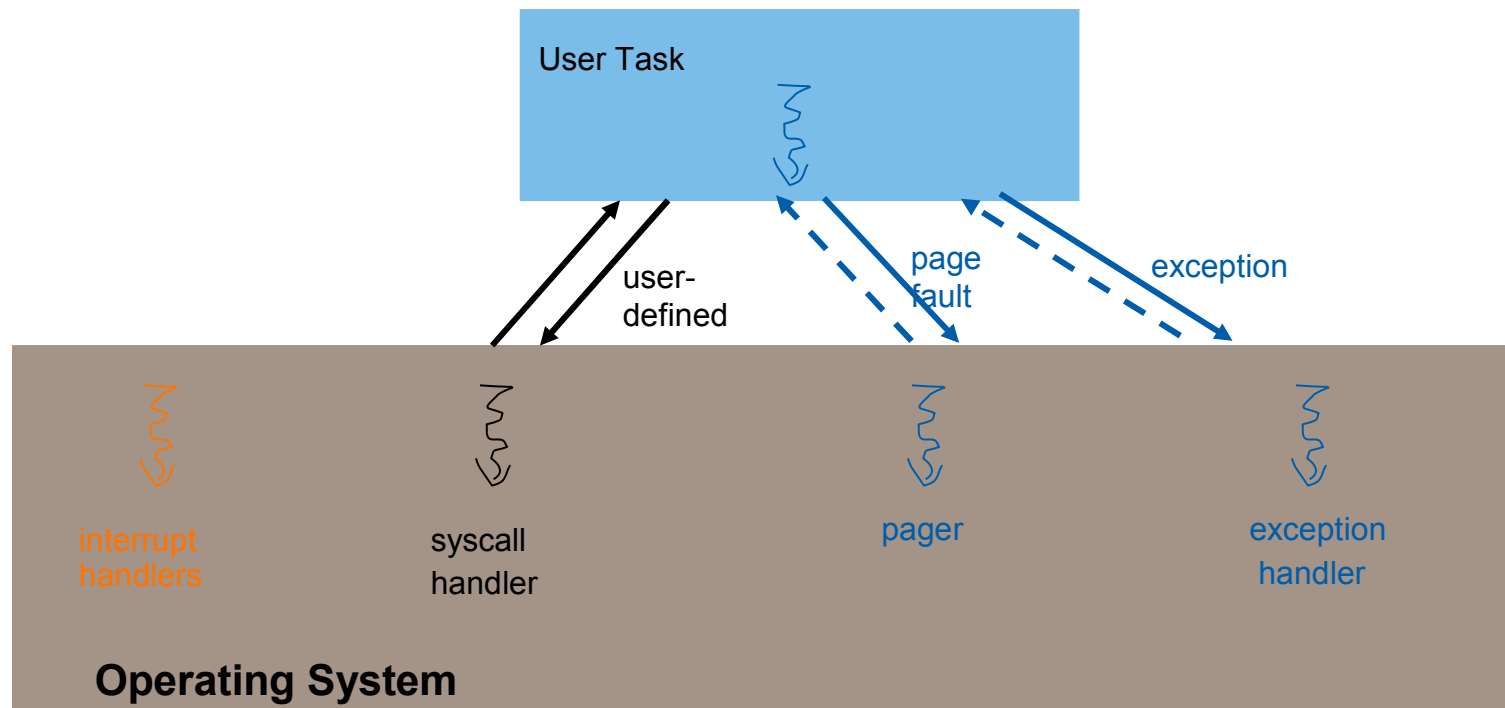 User Task
user-
defined
page
fault
exception
interrupt
handlers
syscall
handler
pager
exception
handler
Operating System